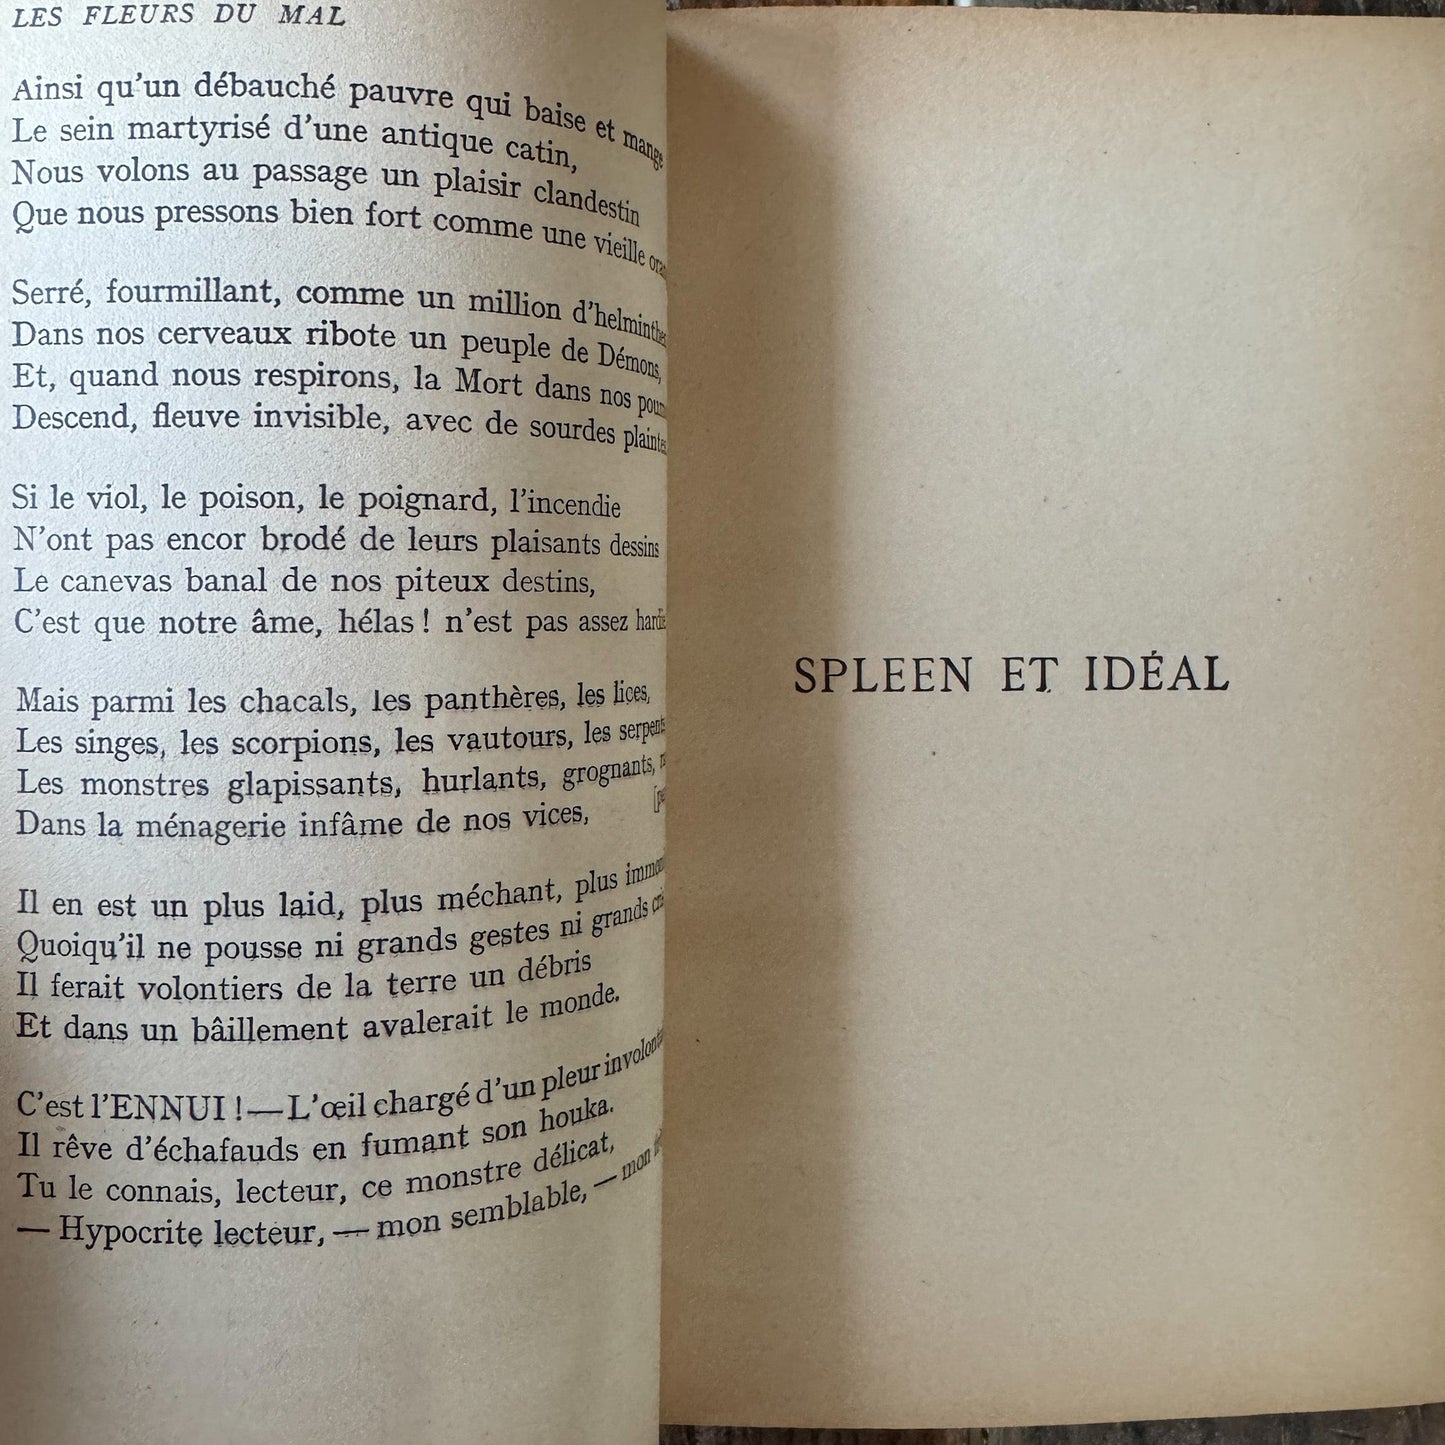 LES FLEURS DU MAL
Ainsi qu'un débauché pauvre qui baise et mange
Le sein martyrisé d'une antique catin,
Nous volons au passage un plaisir clandestin
Que nous pressons bien fort comme une vieille
Serré, fourmillant, comme un million
Dans nos cerveaux ribote un peuple de Démons,
Et, quand nous respirons, la Mort dans nos
Descend, fleuve invisible, avec de sourdes
Si le viol, le poison, le poignard, l'incendie
N'ont pas encor brodé de leurs plaisants dessins
Le canevas banal de nos piteux destins,
C'est que notre âme, hélas ! n'est pas assez hardie
Mais parmi les chacals, les panthères, les lices,
Les singes, les scorpions, les vautours, les serpents
Les monstres glapissants, hurlants, grognants,
Dans la ménagerie infâme de nos vices,
Il en est un plus laid, plus méchant, plus
Quoiqu'il ne pousse ni grands gestes ni grands
Il ferait volontiers de la terre un débris
Et dans un bâillement avalerait le monde.
C'est l'ENNUI ! — L'œil chargé d'un pleur
Il rêve d'échafauds en fumant son houka.
Tu le connais, lecteur, ce monstre délicat,
— Hypocrite lecteur, — mon semblable, — mon
SPLEEN ET IDÉAL